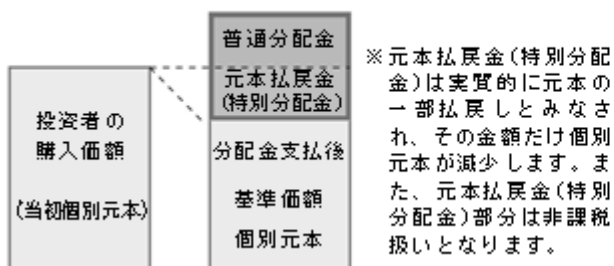 普通分配金
元本払戻金
(特別分配金)
投資者の
購入価額
(当初個別元本)
分配金支払後
基準価額
個別元本
※元本払戻金(特別分配
金)は実質的に元本の
一部払戻しとみなさ
れ、その金額だけ個別
元本が減少します。ま
た、元本払戻金(特別
分配金)部分は非課税
扱いとなります。